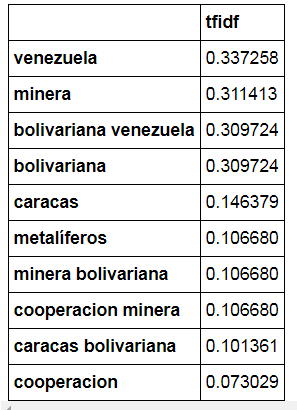 tfidf
venezuela 0.337258
minera 0.311413
bolivariana venezuela 0.309724
bolivariana 0.309724
caracas 0.146379
metalíferos 0.106680
minera bolivariana 0.106680
cooperacion minera 0.106680
caracas bolivariana 0.101361
cooperacion 0.073029